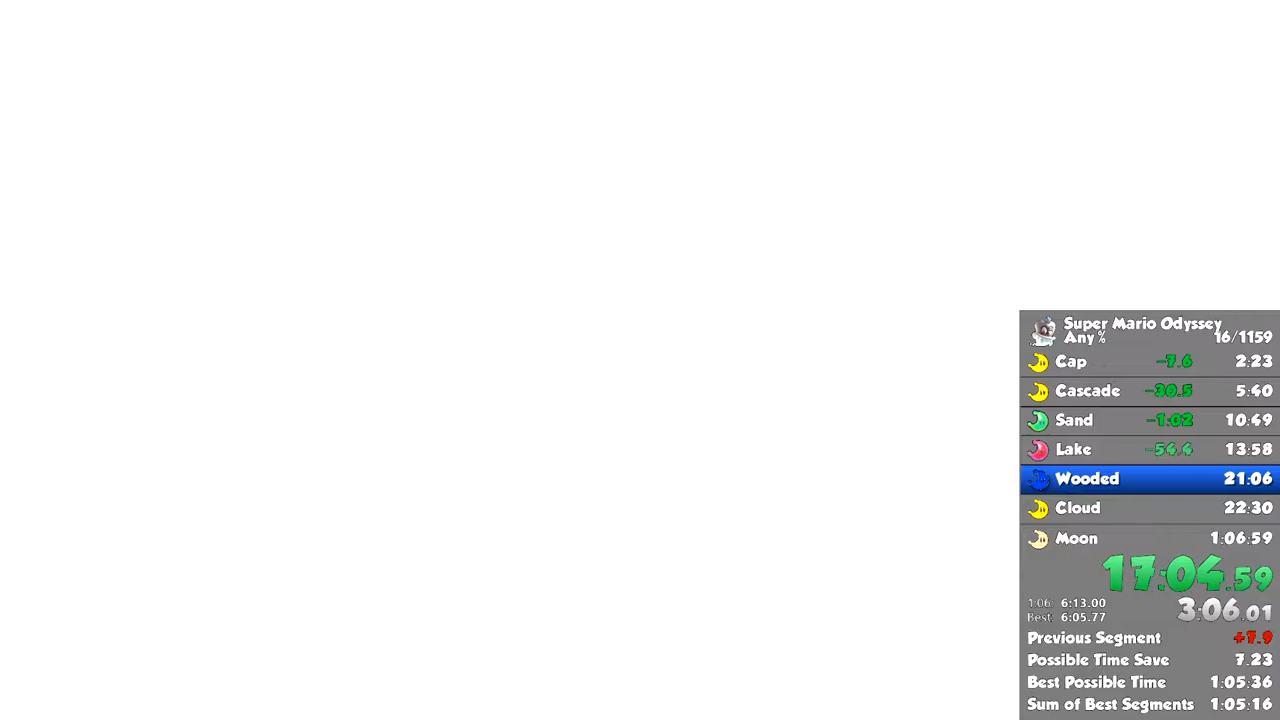 Super Mario Odyssey
Any% 16/1159
Cap -7.6 2:23
Cascade -30.5 5:40
Sand -1:02 10:49
Lake -54.4 13:58
Wooded 21:06
Cloud 22:30
Moon 1:06:59
17:04.59
1:06: 6:13.00 3:06.01
Best: 6:05.77
Previous Segment +7.9
Possible Time Save 7.23
Best Possible Time 1:05:36
Sum of Best Segments 1:05:16